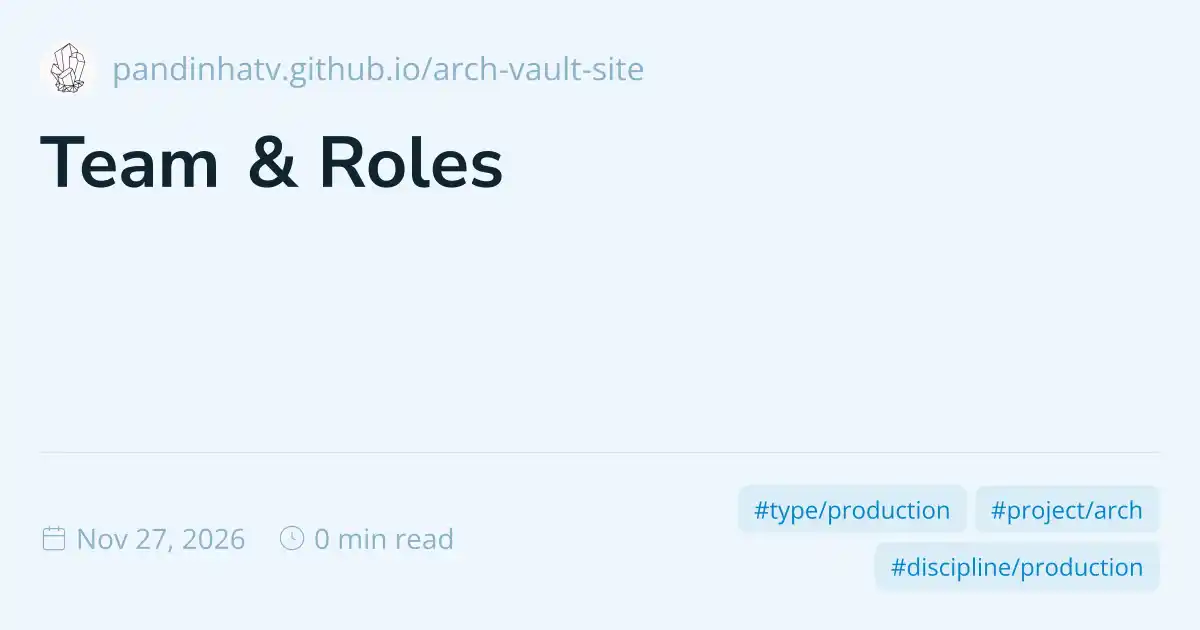 pandinhatv.github.io/arch-vault-site
Team & Roles
Nov 27, 2026 0 min read
#type/production #project/arch
#discipline/production